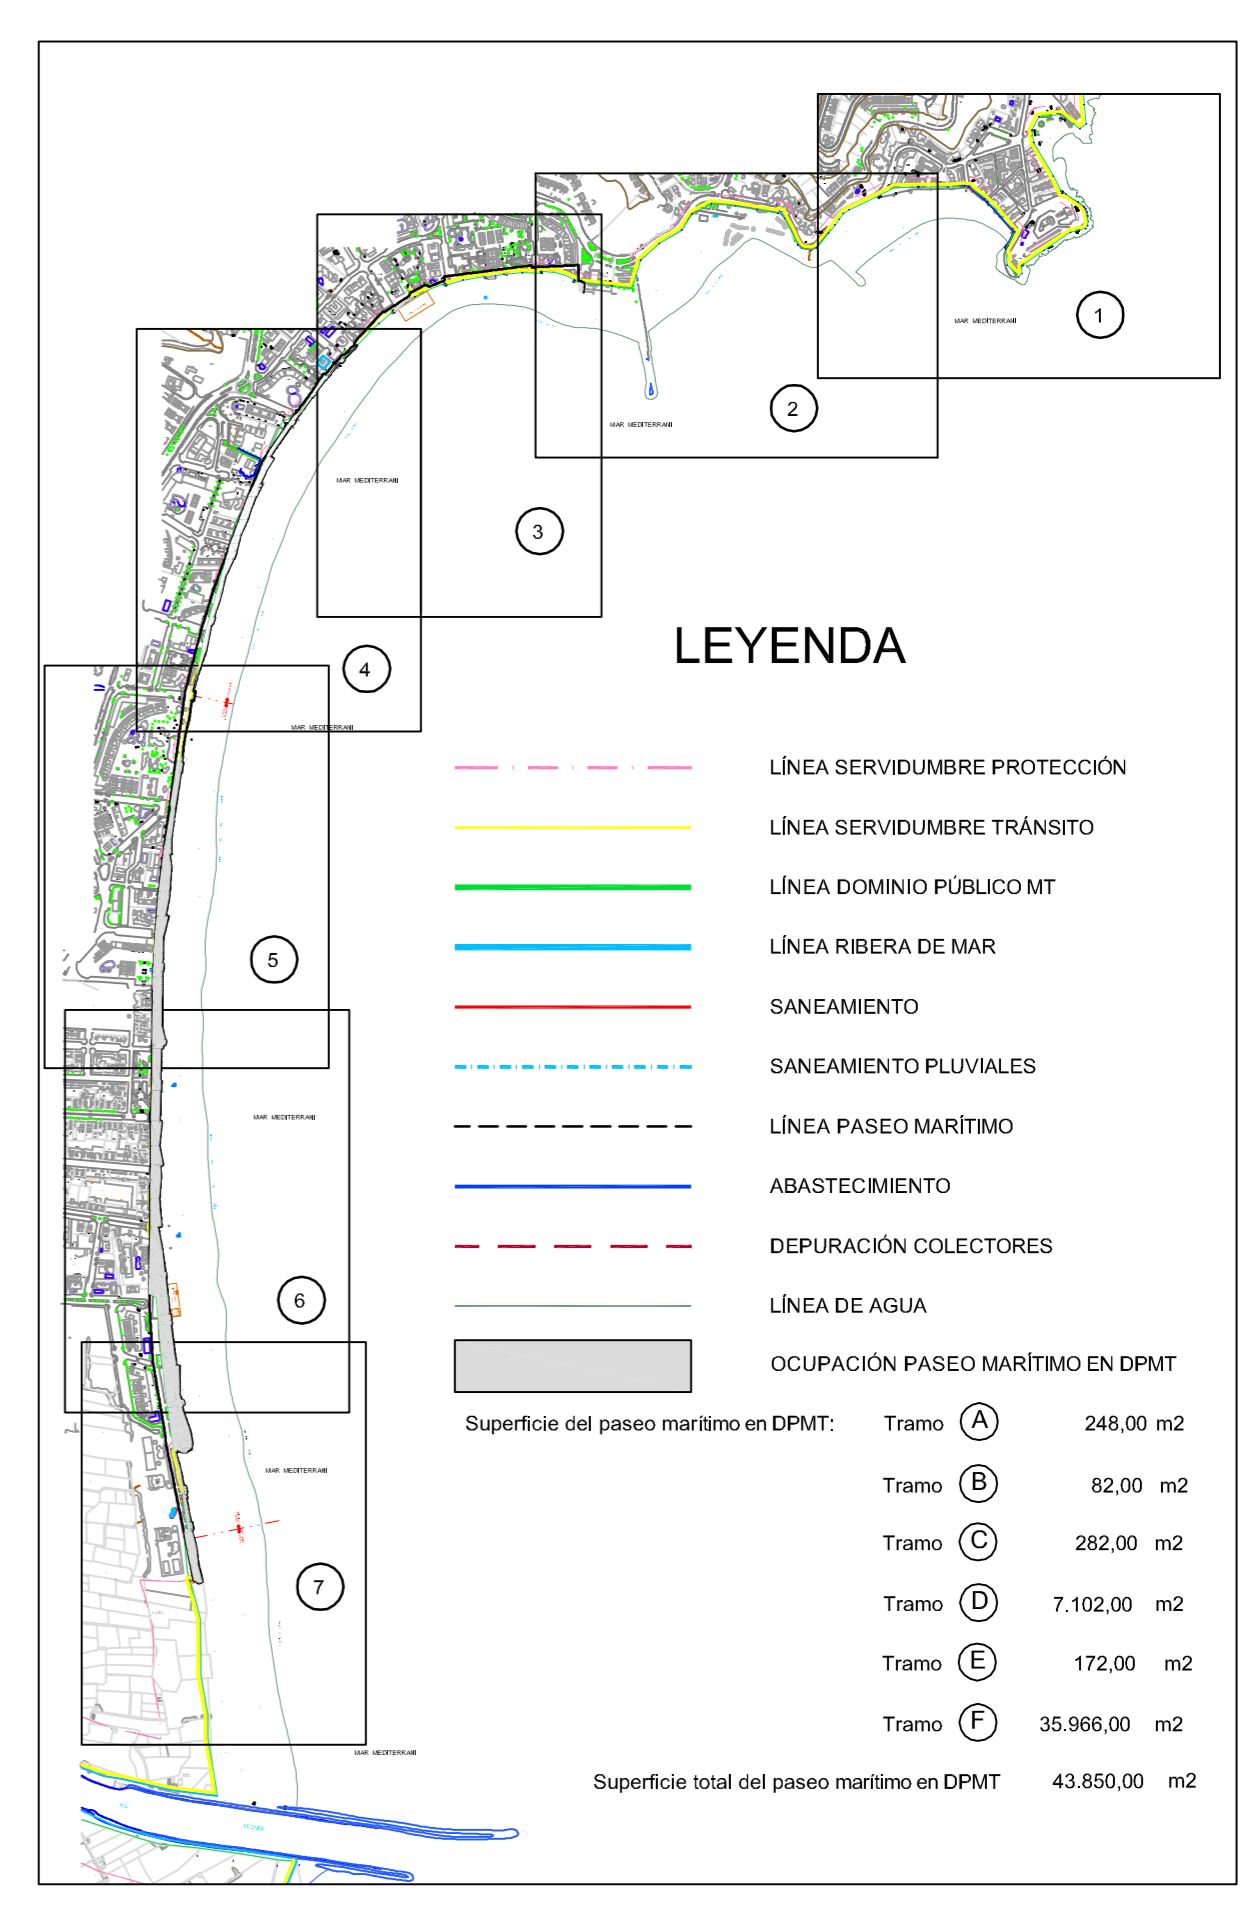 1
MAR MEDITERRANI
2
MAR MEDITERRANI
MAR MEDITERRANI
3
LEYENDA
4
MAR MEDITERRANI
LÍNEA SERVIDUMBRE PROTECCIÓN
LÍNEA SERVIDUMBRE TRÁNSITO
LÍNEA DOMINIO PÚBLICO MT
LÍNEA RIBERA DE MAR
5
SANEAMIENTO
SANEAMIENTO PLUVIALES
MAR MEDITERRANI
LÍNEA PASEO MARÍTIMO
ABASTECIMIENTO
DEPURACIÓN COLECTORES
6
LÍNEA DE AGUA
OCUPACIÓN PASEO MARÍTIMO EN DPMT
Superficie del paseo marítimo en DPMT: Tramo A 248,00 m2
MAR MEDITERRANI
Tramo B 82,00 m2
Tramo C 282,00 m2
7
Tramo D 7.102,00 m2
Tramo E 172,00 m2
Tramo F 35.966,00 m2
MAR MEDITERRANI
Superficie total del paseo marítimo en DPMT 43.850,00 m2